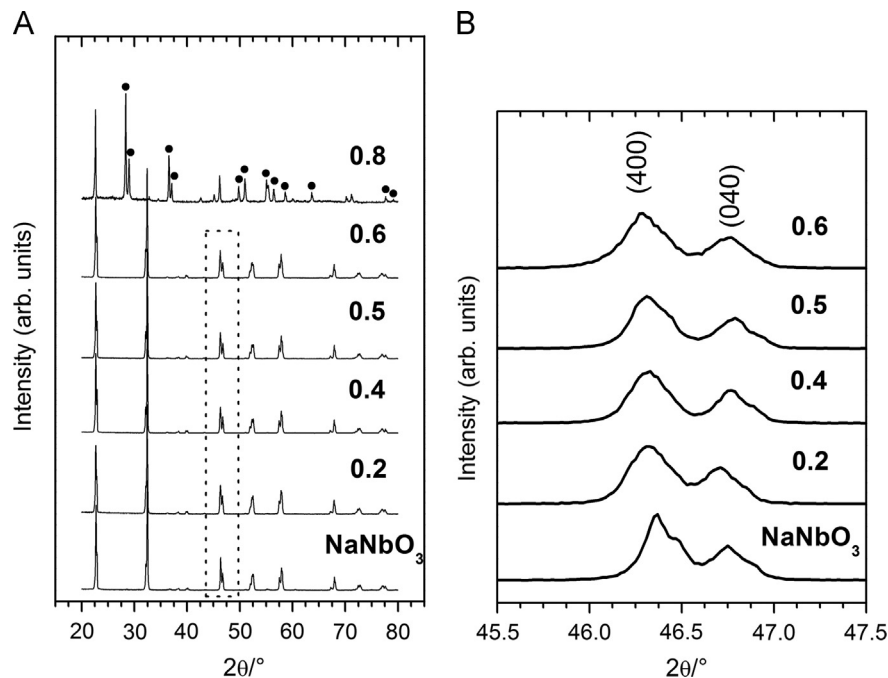 A
Intensity (arb. units)
0.8
0.6
0.5
0.4
0.2
NaNbO3
20 30 40 50 60 70 80
2θ/°
B
Intensity (arb. units)
(400)
(040)
0.6
0.5
0.4
0.2
NaNbO3
45.5 46.0 46.5 47.0 47.5
2θ/°